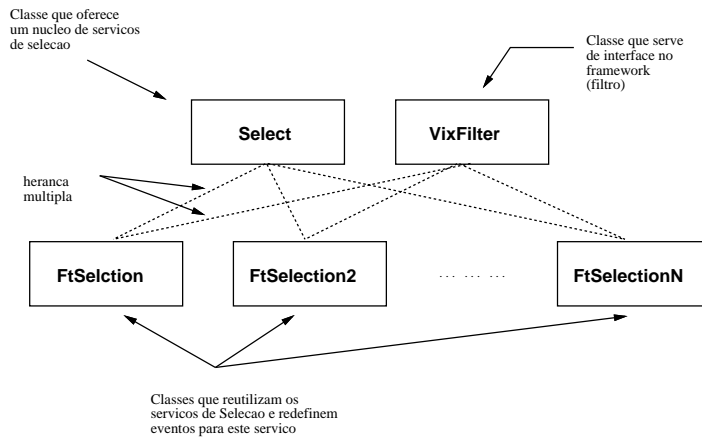 Classe que oferece
um nucleo de servicos
de selecao
Classe que serve
de interface no
framework
(filtro)
Select
VixFilter
heranca
multipla
FtSelction
FtSelection2
... ... ...
FtSelectionN
Classes que reutilizam os
servicos de Selecao e redefinem
eventos para este servico